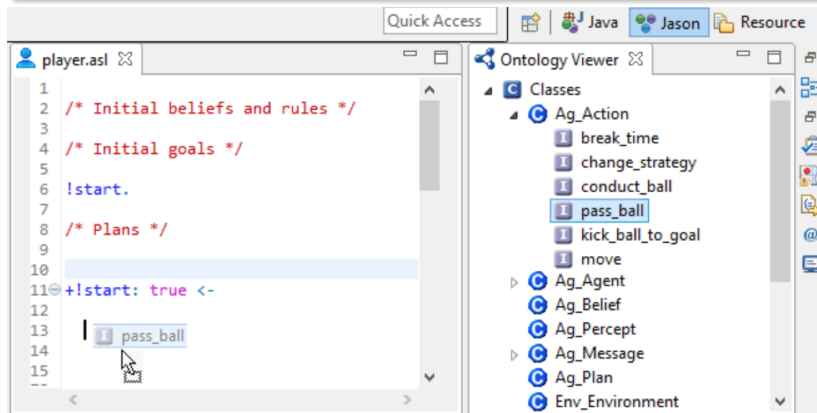 Quick Access
Java
Jason
Resource
player.asl
1
2 /* Initial beliefs and rules */
3
4 /* Initial goals */
5
6 !start.
7
8 /* Plans */
9
10
11 +!start: true <-
12
13 pass_ball
14
15
Ontology Viewer
Classes
Ag_Action
break_time
change_strategy
conduct_ball
pass_ball
kick_ball_to_goal
move
Ag_Agent
Ag_Belief
Ag_Percept
Ag_Message
Ag_Plan
Env_Environment